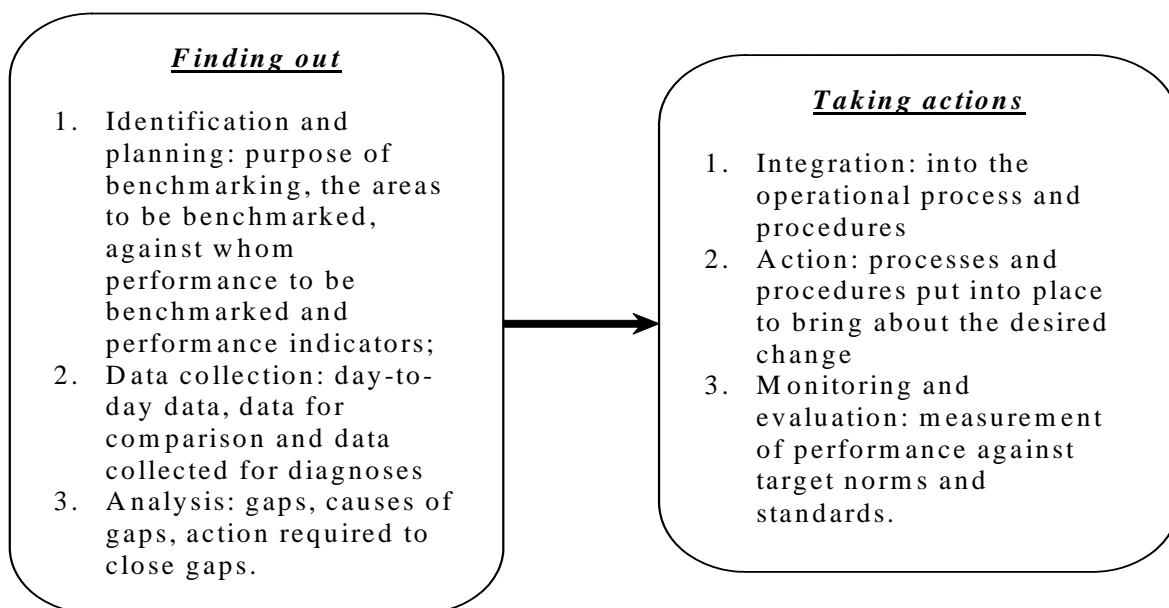 Finding out
1. Identification and
planning: purpose of
benchmarking, the areas
to be benchmarked,
against whom
performance to be
benchmarked and
performance indicators;
2. Data collection: day-to-
day data, data for
comparison and data
collected for diagnoses
3. Analysis: gaps, causes of
gaps, action required to
close gaps.
Taking actions
1. Integration: into the
operational process and
procedures
2. Action: processes and
procedures put into place
to bring about the desired
change
3. Monitoring and
evaluation: measurement
of performance against
target norms and
standards.